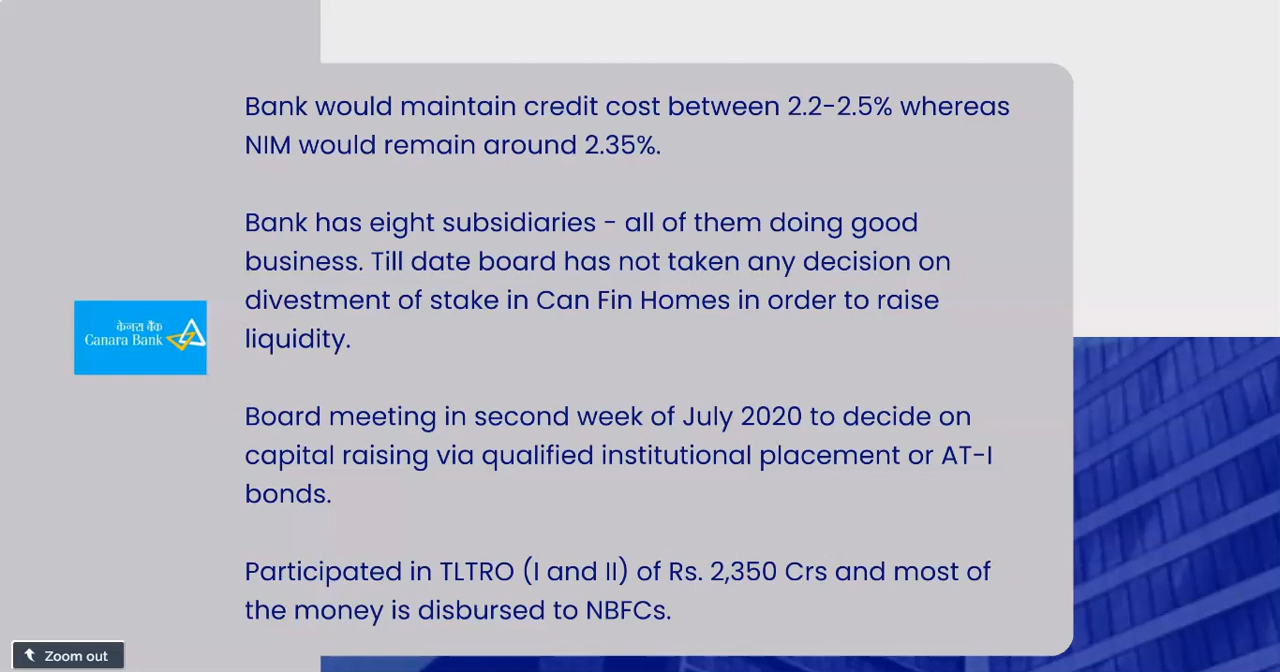 Bank would maintain credit cost between 2.2-2.5% whereas
NIM would remain around 2.35%.
Bank has eight subsidiaries - all of them doing good
business. Till date board has not taken any decision on
divestment of stake in Can Fin Homes in order to raise
liquidity.
केनरा बैंक
Canara Bank
Board meeting in second week of July 2020 to decide on
capital raising via qualified institutional placement or AT-I
bonds.
Participated in TLTRO (I and II) of Rs. 2,350 Crs and most of
the money is disbursed to NBFCs.
Zoom out